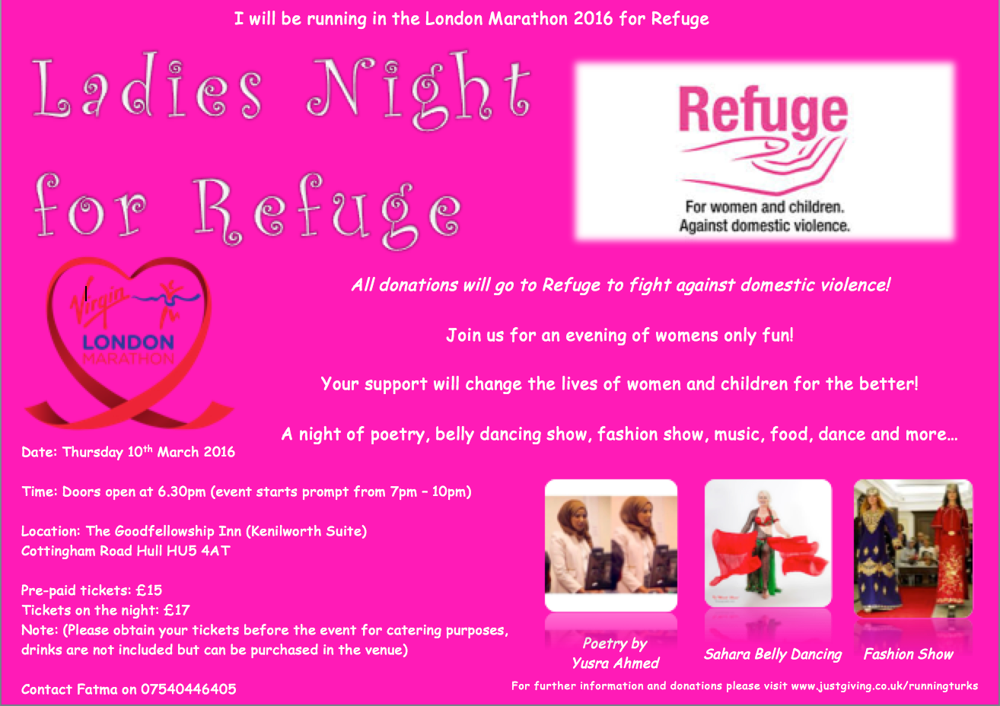 I will be running in the London Marathon 2016 for Refuge
Ladies Night
for Refuge
Refuge
For women and children.
Against domestic violence.
Virgin
LONDON
MARATHON
All donations will go to Refuge to fight against domestic violence!
Join us for an evening of womens only fun!
Your support will change the lives of women and children for the better!
A night of poetry, belly dancing show, fashion show, music, food, dance and more...
Date: Thursday 10th March 2016
Time: Doors open at 6.30pm (event starts prompt from 7pm – 10pm)
Location: The Goodfellowship Inn (Kenilworth Suite)
Cottingham Road Hull HU5 4AT
Pre-paid tickets: £15
Tickets on the night: £17
Note: (Please obtain your tickets before the event for catering purposes,
drinks are not included but can be purchased in the venue)
Contact Fatma on 07540446405
Poetry by
Yusra Ahmed
Sahara Belly Dancing
Fashion Show
For further information and donations please visit www.justgiving.co.uk/runningturks